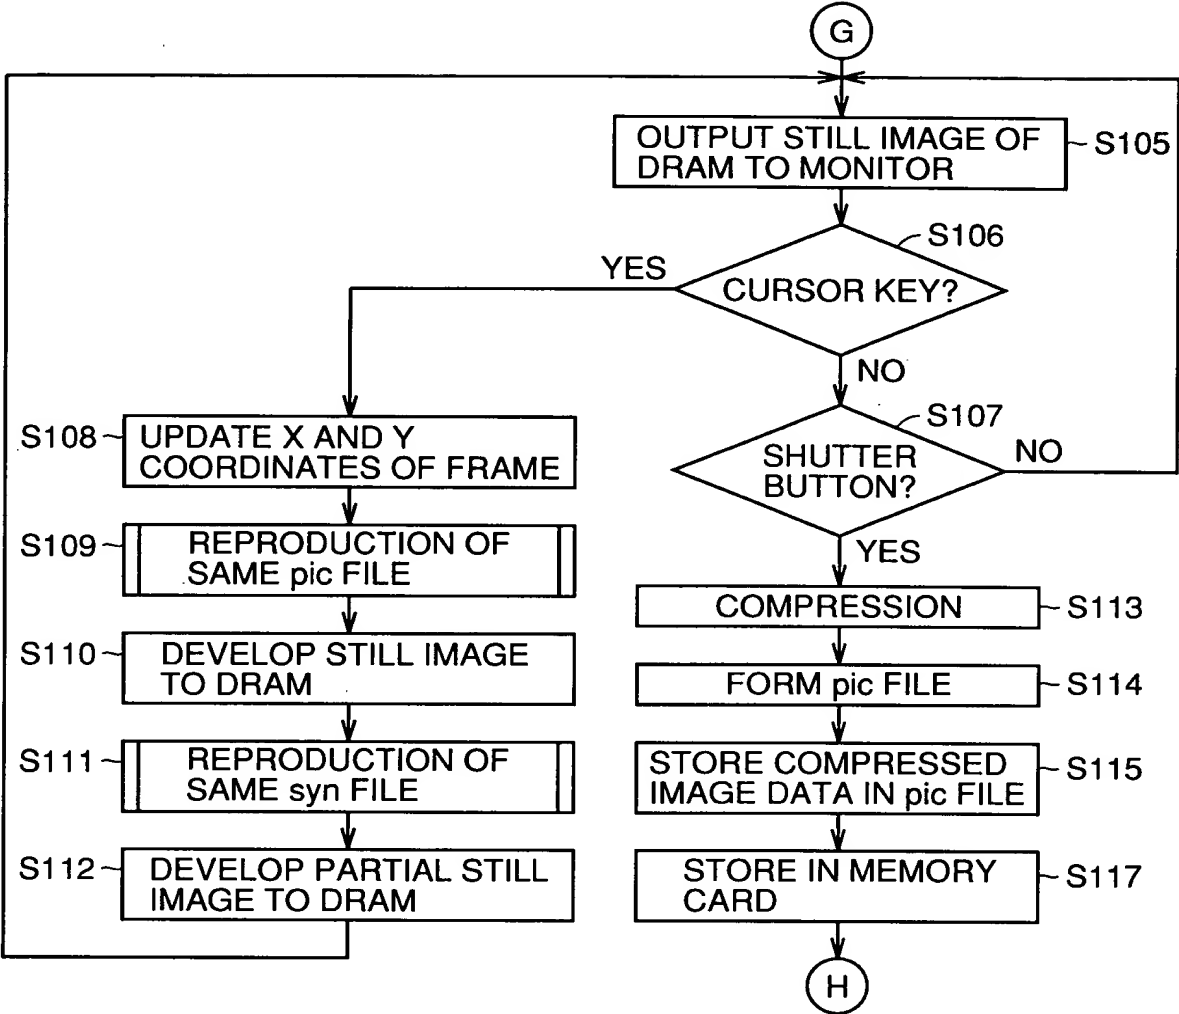 G
OUTPUT STILL IMAGE OF
DRAM TO MONITOR
S105
S106
YES
CURSOR KEY?
NO
S107
SHUTTER
BUTTON?
NO
YES
S108
UPDATE X AND Y
COORDINATES OF FRAME
S109
REPRODUCTION OF
SAME pic FILE
S110
DEVELOP STILL IMAGE
TO DRAM
S111
REPRODUCTION OF
SAME syn FILE
S112
DEVELOP PARTIAL STILL
IMAGE TO DRAM
COMPRESSION
S113
FORM pic FILE
S114
STORE COMPRESSED
IMAGE DATA IN pic FILE
S115
STORE IN MEMORY
CARD
S117
H